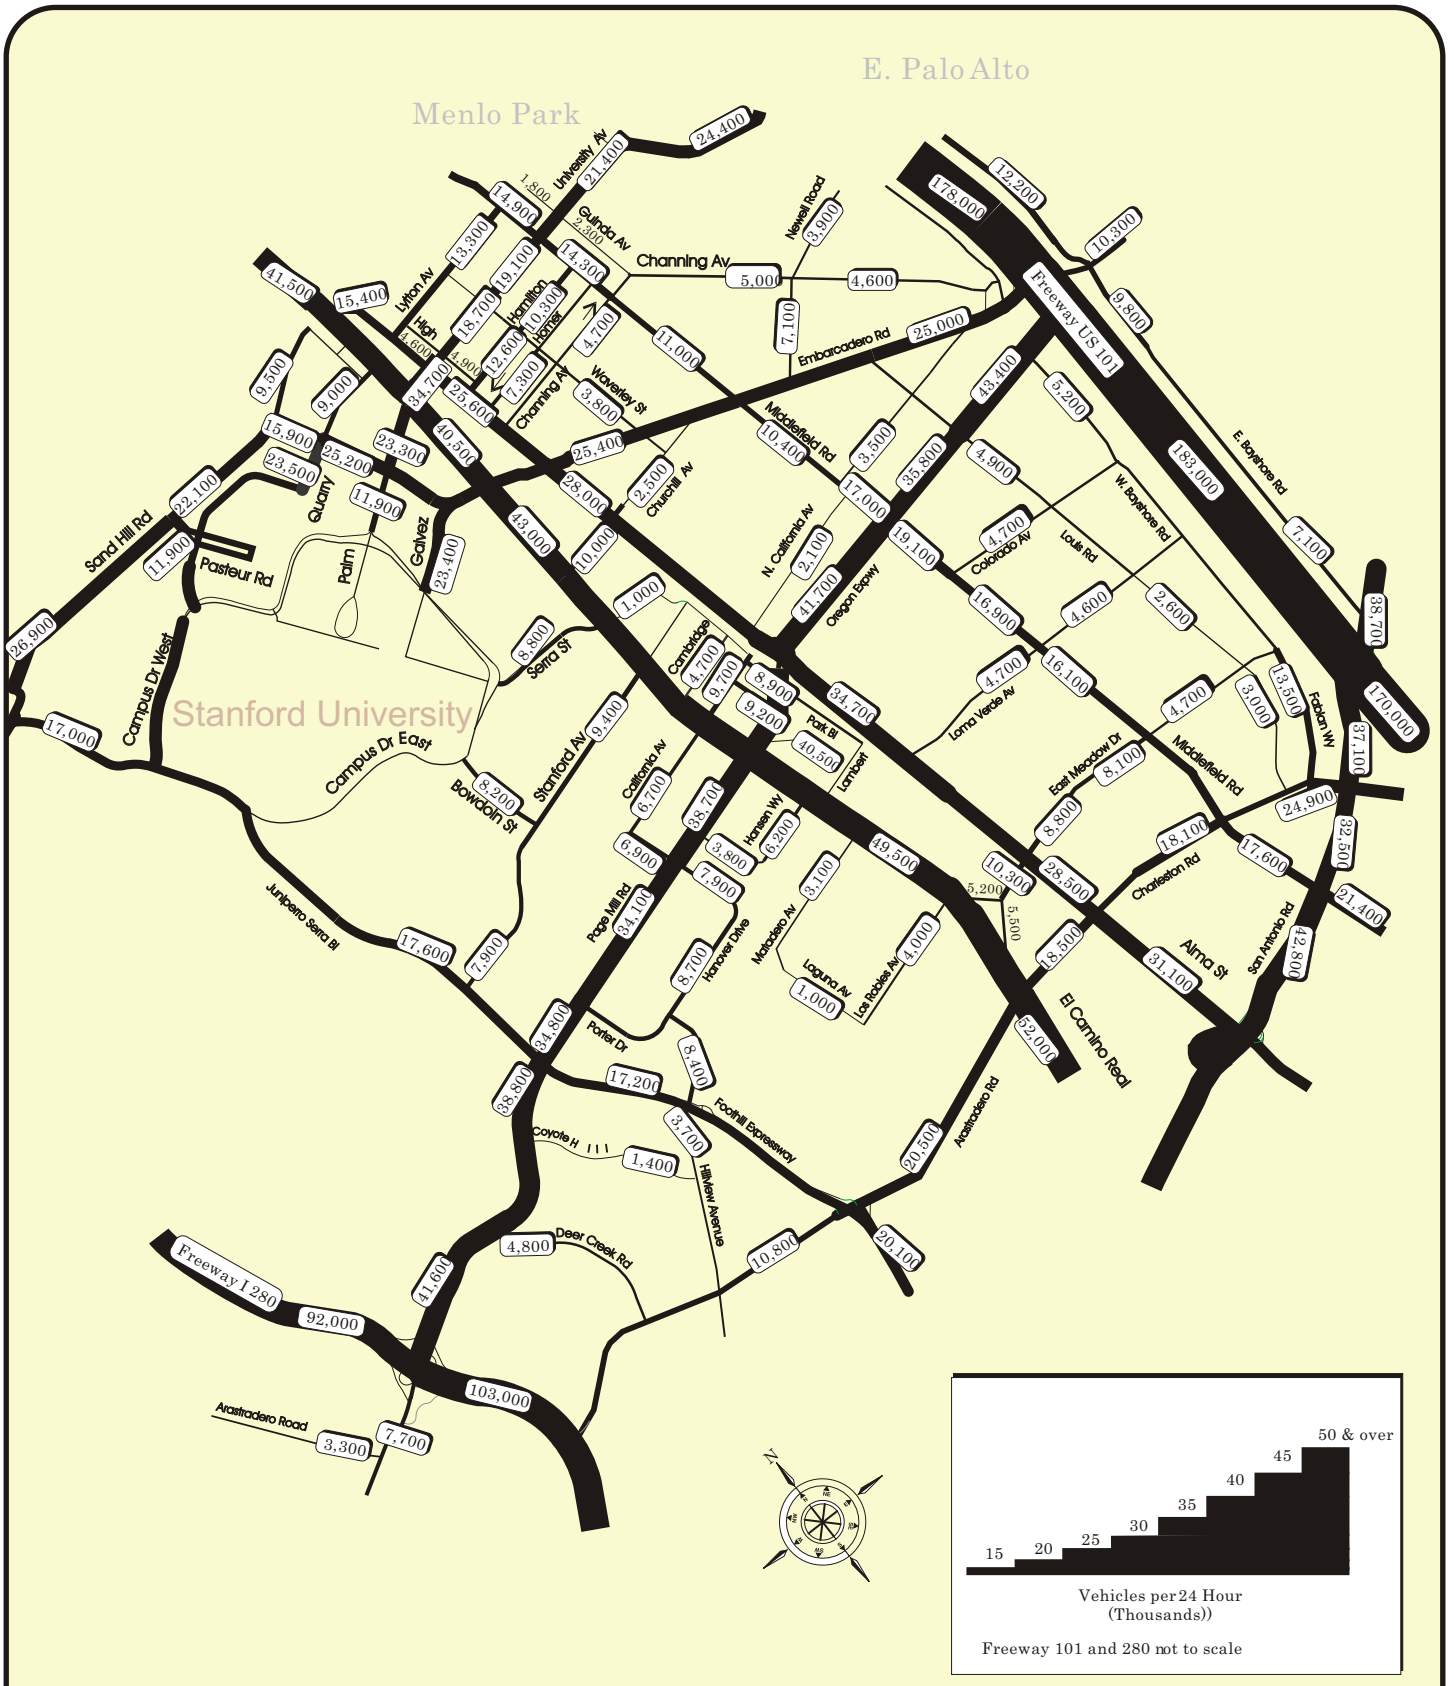 E. Palo Alto
Menlo Park
24,400
University Av
21,400
1,800
14,900
Guinda Av
2,300
14,300
13,300
19,100
Lytton Av
41,500
15,400
High
18,700
Hamilton
10,300
Homer
4,600
4,900
12,600
4,700
7,300
Channing Av
34,700
25,600
Channing Av
5,000
4,600
Newell Road
3,900
7,100
Embarcadero Rd
25,000
11,000
Waverley St
3,800
178,000
12,200
10,300
Freeway US 101
9,800
43,400
5,200
183,000
E. Bayshore Rd
7,100
38,700
170,000
9,500
9,000
15,900
23,500
25,200
23,300
40,500
25,400
Middlefield Rd
10,400
3,500
35,800
4,900
W. Bayshore Rd
22,100
Sand Hill Rd
11,900
Quarry
11,900
Galvez
28,000
2,500
Churchill Av
17,000
19,100
4,700
Colorado Av
Louis Rd
Pasteur Rd
Palm
23,400
43,000
10,000
N. California Av
2,100
41,700
Oregon Expwy
16,900
4,600
2,600
26,900
1,000
8,800
Serra St
Cambridge
4,700
9,700
8,900
9,200
34,700
4,700
Loma Verde Av
16,100
4,700
3,000
13,500
Fabian Wy
37,100
Campus Dr West
Stanford University
17,000
Campus Dr East
9,400
Stanford Av
8,200
Bowdoin St
California Av
6,700
38,700
Park Bl
40,500
Lambert
Hansen Wy
6,200
3,800
6,900
7,900
East Meadow Dr
8,100
8,800
Middlefield Rd
24,900
32,500
18,100
17,600
Charleston Rd
21,400
49,500
10,300
28,500
5,200
5,500
3,100
Matadero Av
4,000
Laguna Av
1,000
Los Robles Av
18,500
31,100
Alma St
San Antonio Rd
42,800
Junipero Serra Bl
17,600
7,900
Page Mill Rd
34,100
8,700
Hanover Drive
34,800
Porter Dr
52,000
El Camino Real
38,800
17,200
8,400
3,700
Foothill Expressway
Arastradero Rd
20,500
Coyote H
1,400
Hillview Avenue
4,800
Deer Creek Rd
10,800
20,100
Freeway I 280
92,000
41,600
103,000
Arastradero Road
3,300
7,700
N
NE
NW
SW
50 & over
45
40
35
30
25
20
15
Vehicles per 24 Hour
(Thousands))
Freeway 101 and 280 not to scale